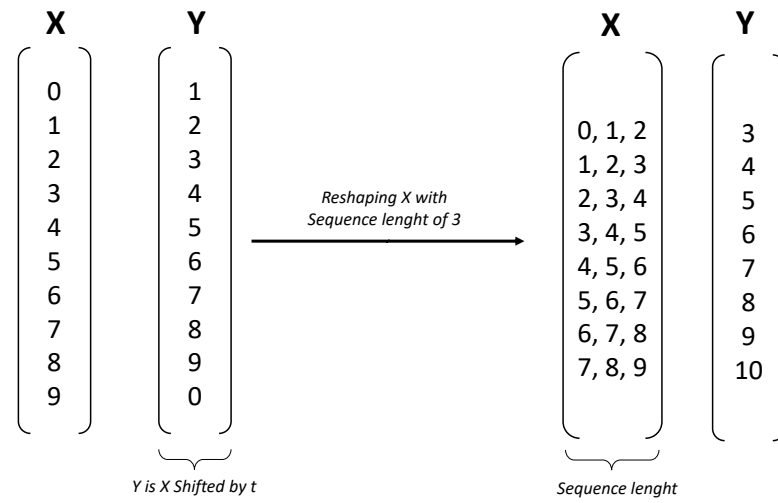 X
Y
0
1
2
3
4
5
6
7
8
9
1
2
3
4
5
6
7
8
9
0
Y is X Shifted by t
Reshaping X with
Sequence lenght of 3
X
Y
0, 1, 2
1, 2, 3
2, 3, 4
3, 4, 5
4, 5, 6
5, 6, 7
6, 7, 8
7, 8, 9
3
4
5
6
7
8
9
10
Sequence lenght